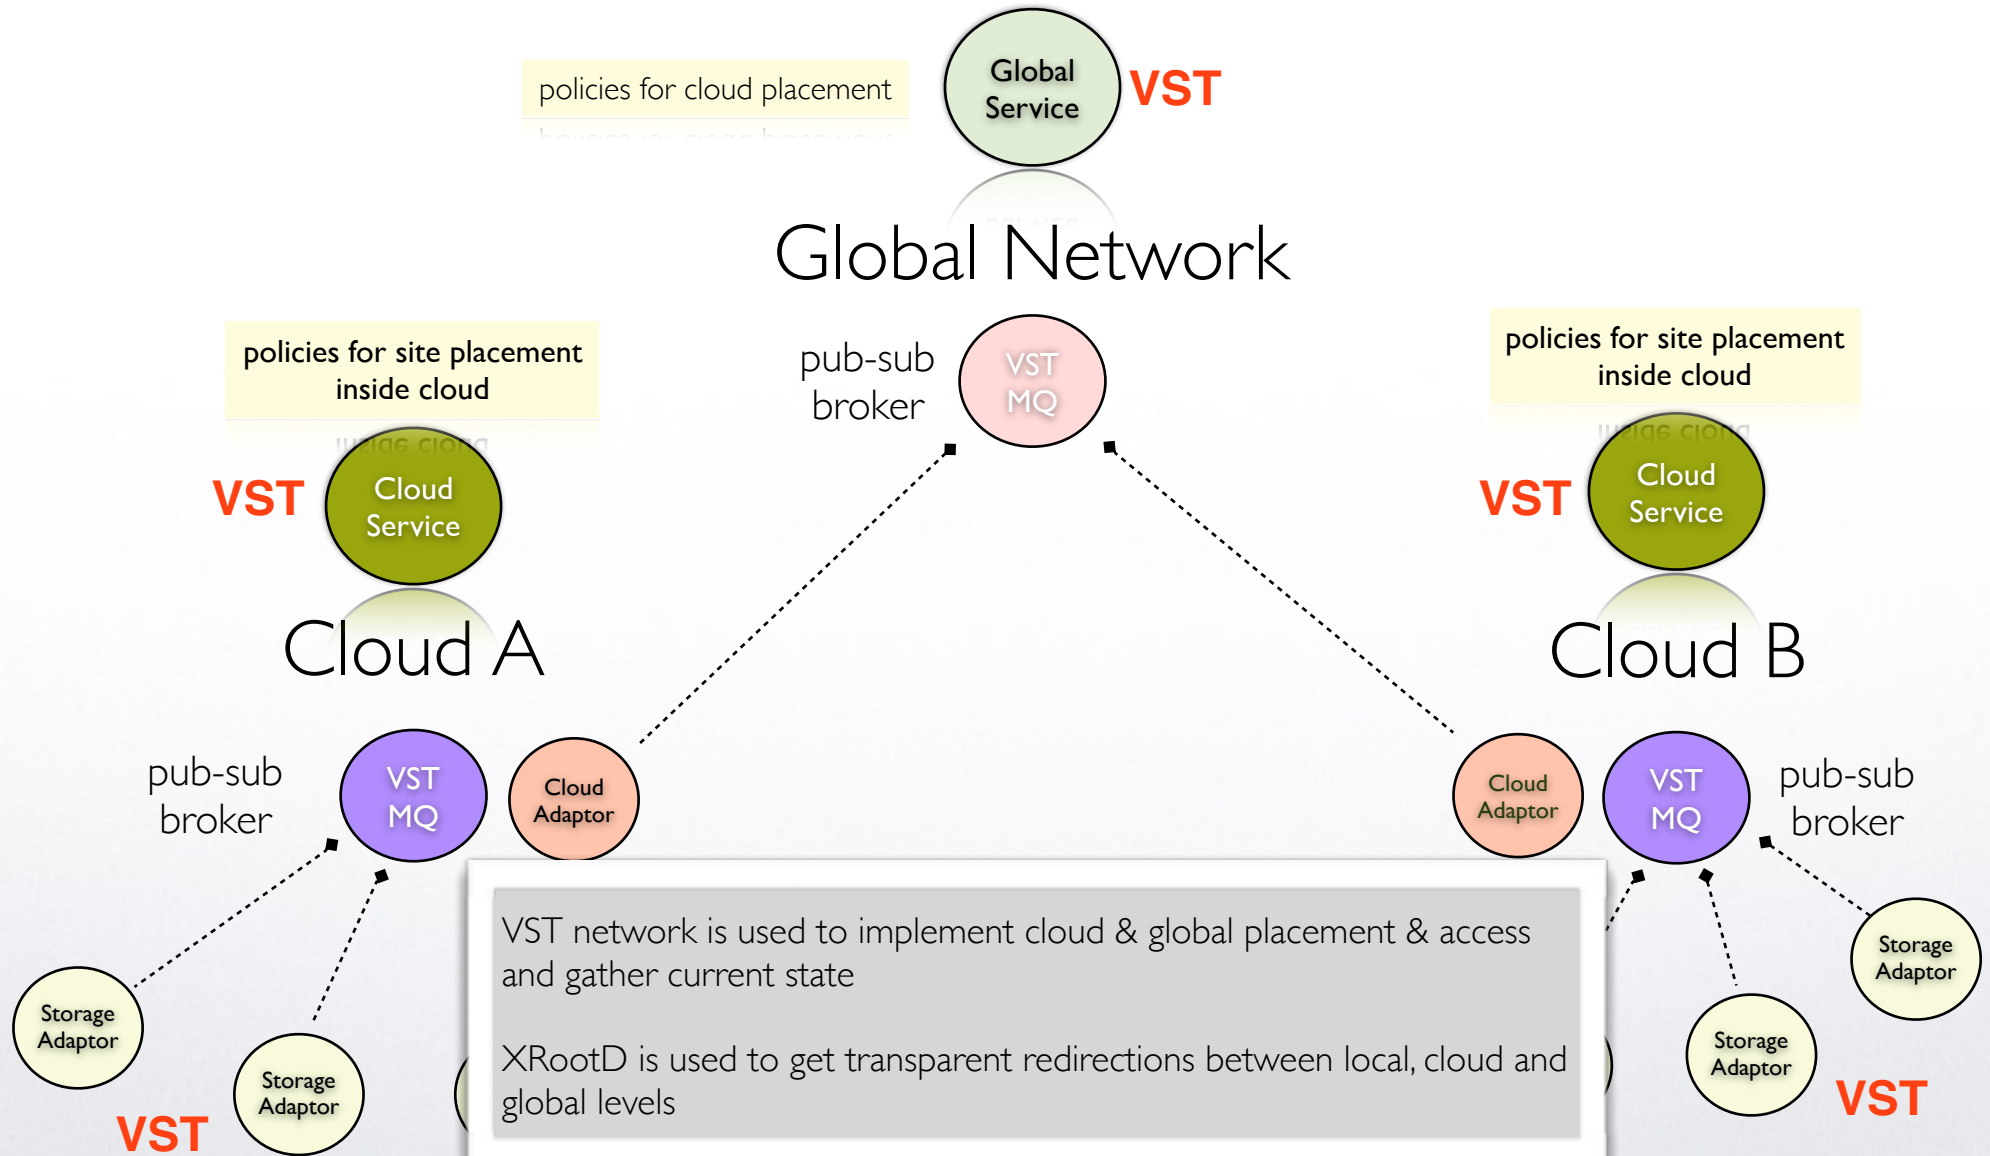 Global
Service
VST
policies for cloud placement
Global Network
policies for site placement
inside cloud
pub-sub
broker
VST
MQ
policies for site placement
inside cloud
VST
Cloud
Service
VST
Cloud
Service
Cloud A
Cloud B
pub-sub
broker
VST
MQ
Cloud
Adaptor
Cloud
Adaptor
VST
MQ
pub-sub
broker
VST network is used to implement cloud & global placement & access
and gather current state
XRootD is used to get transparent redirections between local, cloud and
global levels
Storage
Adaptor
Storage
Adaptor
VST
Storage
Adaptor
Storage
Adaptor
VST